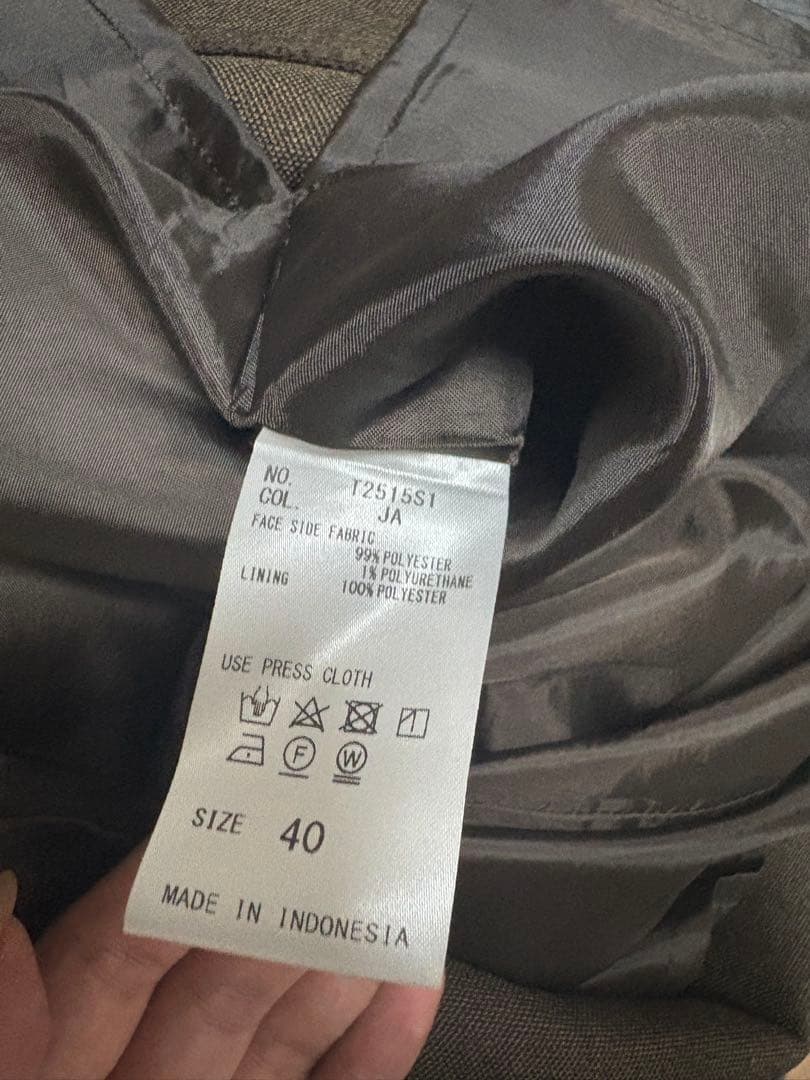 NO. T2515S1
COL. JA
FACE SIDE FABRIC
99% POLYESTER
1% POLYURETHANE
LINING 100% POLYESTER
USE PRESS CLOTH
F W
SIZE 40
MADE IN INDONESIA